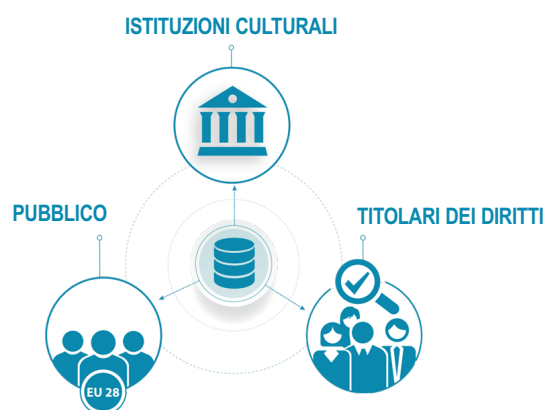 ISTITUZIONI CULTURALI
PUBBLICO
TITOLARI DEI DIRITTI
EU 28